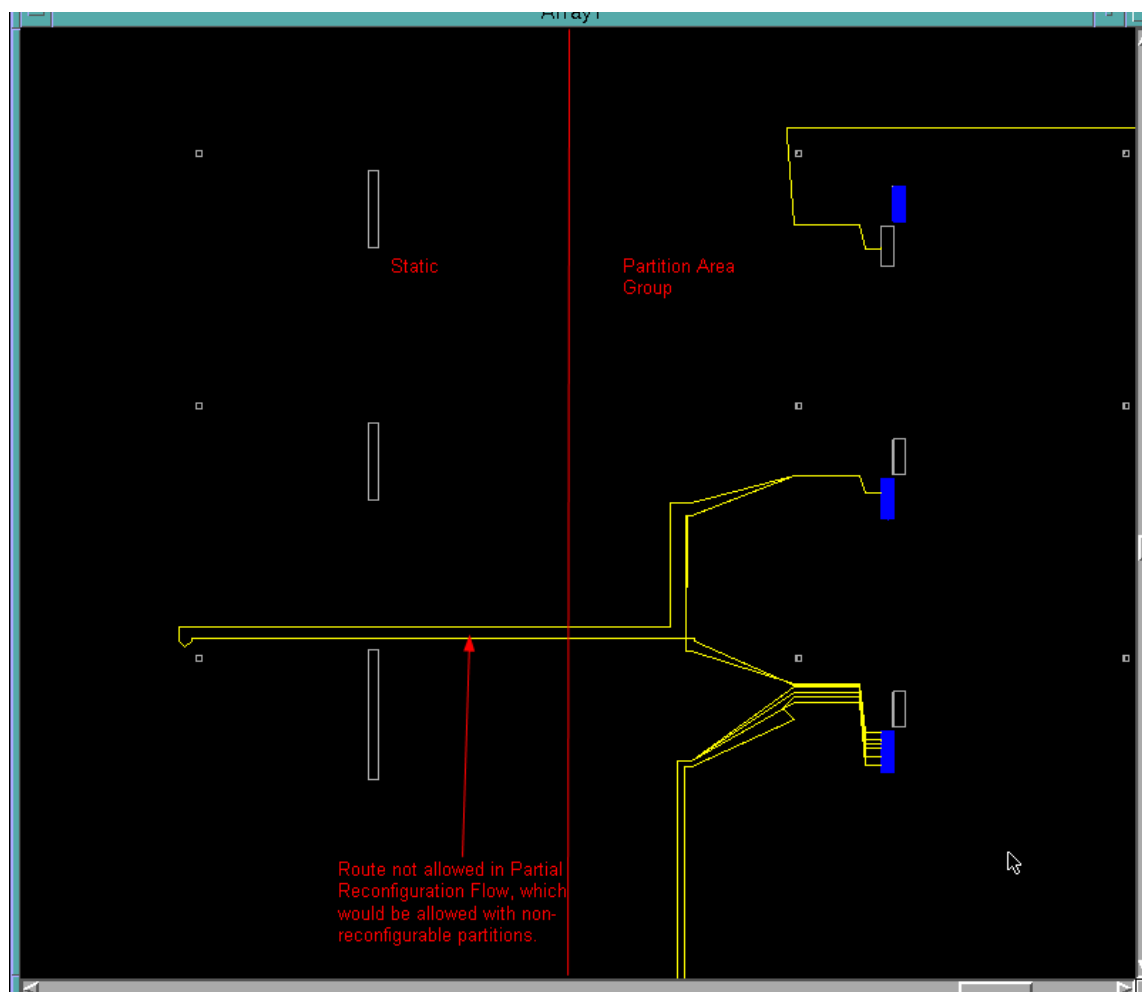 Array1
Static
Partition Area
Group
Route not allowed in Partial
Reconfiguration Flow, which
would be allowed with non-
reconfigurable partitions.